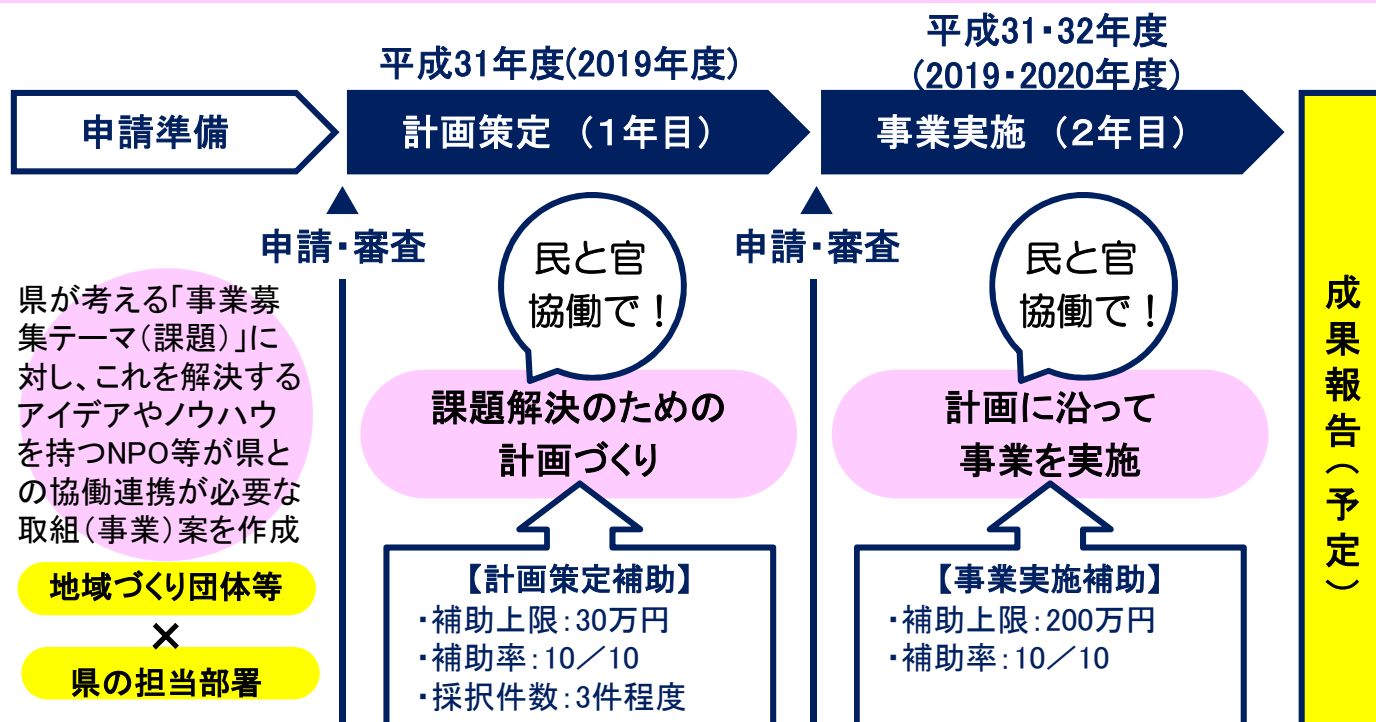 平成31年度(2019年度)
平成31・32年度
(2019・2020年度)
申請準備
計画策定 （１年目）
事業実施 （２年目）
申請・審査
申請・審査
民と官
協働で！
民と官
協働で！
県が考える「事業募
集テーマ（課題）」に
対し、これを解決する
アイデアやノウハウ
を持つNPO等が県と
の協働連携が必要な
取組（事業）案を作成
地域づくり団体等
×
県の担当部署
課題解決のための
計画づくり
計画に沿って
事業を実施
【計画策定補助】
・補助上限：30万円
・補助率：10／10
・採択件数：3件程度
【事業実施補助】
・補助上限：200万円
・補助率：10／10
成果報告（予定）